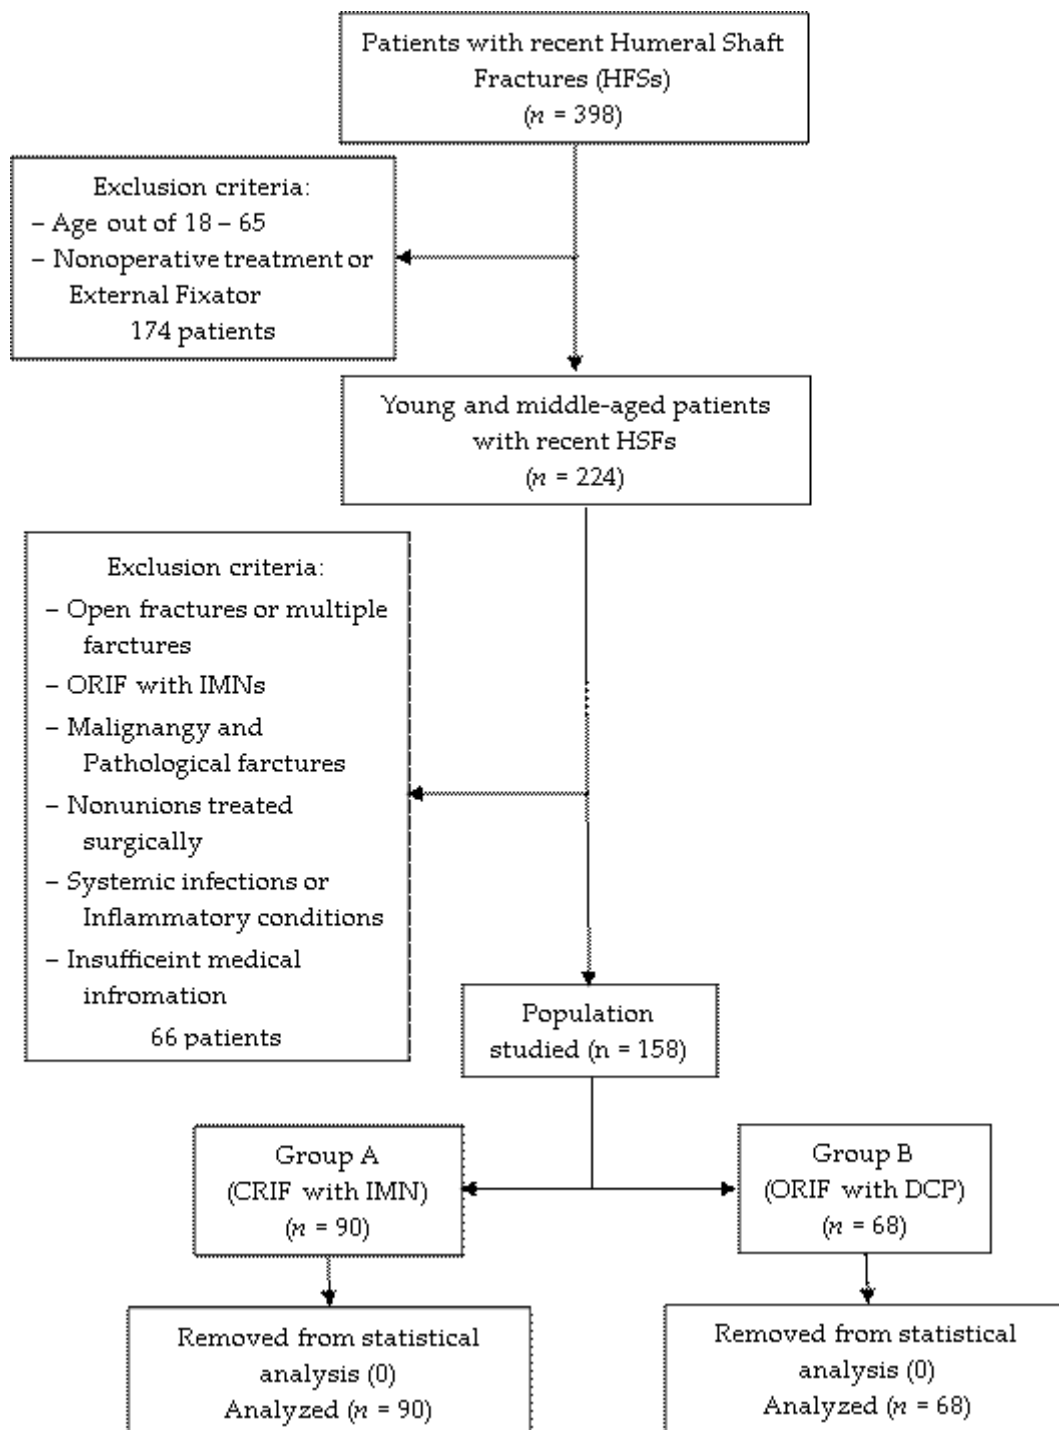 Patients with recent Humeral Shaft
Fractures (HFSs)
(n = 398)
Exclusion criteria:
– Age out of 18 – 65
– Nonoperative treatment or
External Fixator
174 patients
Young and middle-aged patients
with recent HSFs
(n = 224)
Exclusion criteria:
– Open fractures or multiple
farctures
– ORIF with IMNs
– Malignangy and
Pathological farctures
– Nonunions treated
surgically
– Systemic infections or
Inflammatory conditions
– Insufficeint medical
infromation
66 patients
Population
studied (n = 158)
Group A
(CRIF with IMN)
(n = 90)
Group B
(ORIF with DCP)
(n = 68)
Removed from statistical
analysis (0)
Analyzed (n = 90)
Removed from statistical
analysis (0)
Analyzed (n = 68)